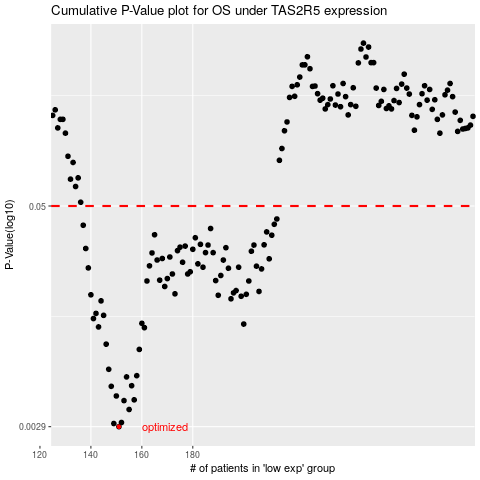 Cumulative P-Value plot for OS under TAS2R5 expression
P-Value(log10)
0.05
0.0029
optimized
120 140 160 180
# of patients in 'low exp' group